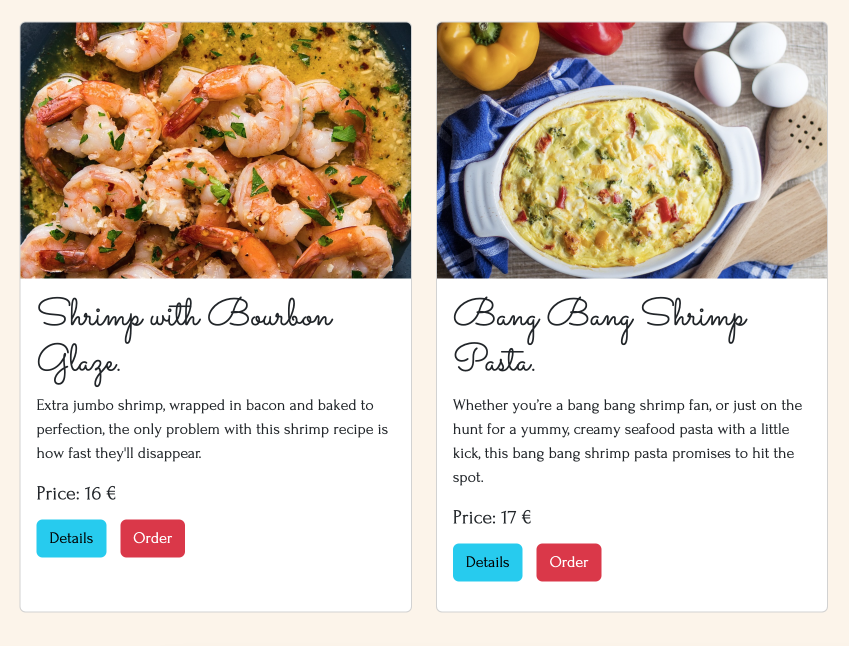 Shrimp with Bourbon
Glaze.
Extra jumbo shrimp, wrapped in bacon and baked to
perfection, the only problem with this shrimp recipe is
how fast they'll disappear.
Price: 16 €
Details
Order
Bang Bang Shrimp
Pasta.
Whether you’re a bang bang shrimp fan, or just on the
hunt for a yummy, creamy seafood pasta with a little
kick, this bang bang shrimp pasta promises to hit the
spot.
Price: 17 €
Details
Order